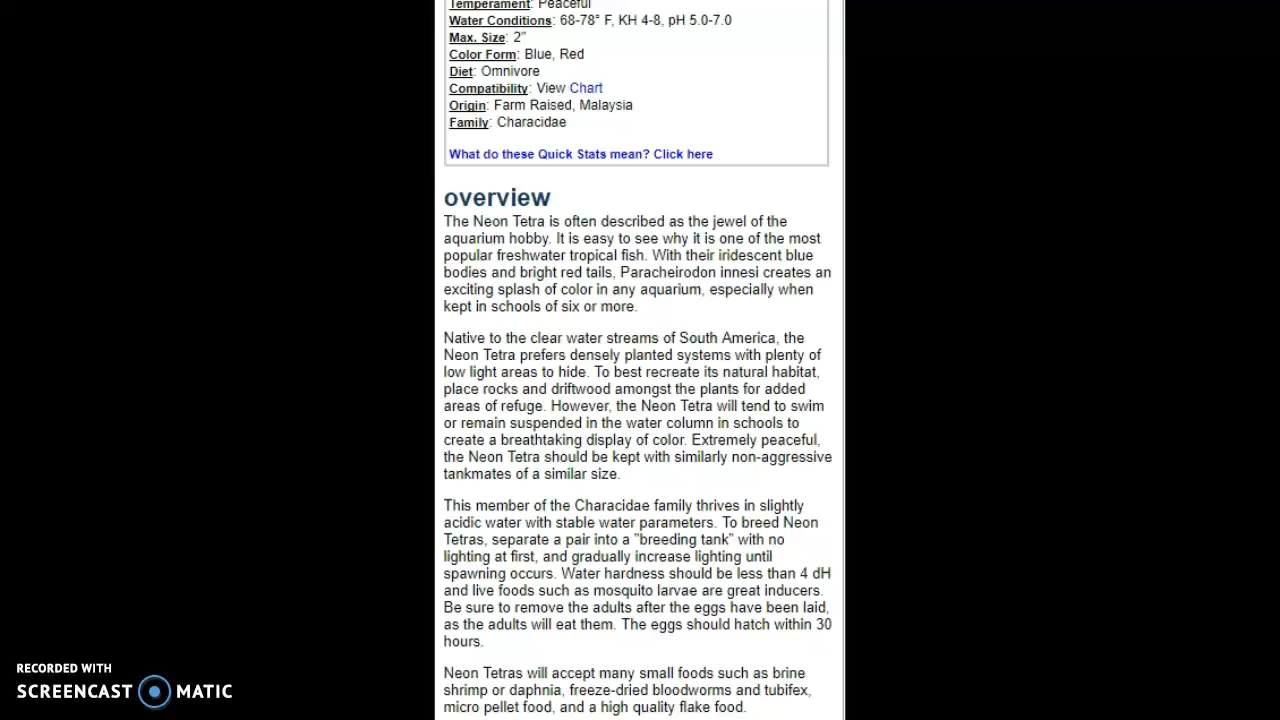 Temperament: Peaceful
Water Conditions: 68-78° F, KH 4-8, pH 5.0-7.0
Max. Size: 2"
Color Form: Blue, Red
Diet: Omnivore
Compatibility: View Chart
Origin: Farm Raised, Malaysia
Family: Characidae
What do these Quick Stats mean? Click here
overview
The Neon Tetra is often described as the jewel of the
aquarium hobby. It is easy to see why it is one of the most
popular freshwater tropical fish. With their iridescent blue
bodies and bright red tails, Paracheirodon innesi creates an
exciting splash of color in any aquarium, especially when
kept in schools of six or more.
Native to the clear water streams of South America, the
Neon Tetra prefers densely planted systems with plenty of
low light areas to hide. To best recreate its natural habitat,
place rocks and driftwood amongst the plants for added
areas of refuge. However, the Neon Tetra will tend to swim
or remain suspended in the water column in schools to
create a breathtaking display of color. Extremely peaceful,
the Neon Tetra should be kept with similarly non-aggressive
tankmates of a similar size.
This member of the Characidae family thrives in slightly
acidic water with stable water parameters. To breed Neon
Tetras, separate a pair into a "breeding tank" with no
lighting at first, and gradually increase lighting until
spawning occurs. Water hardness should be less than 4 dH
and live foods such as mosquito larvae are great inducers.
Be sure to remove the adults after the eggs have been laid,
as the adults will eat them. The eggs should hatch within 30
hours.
Neon Tetras will accept many small foods such as brine
shrimp or daphnia, freeze-dried bloodworms and tubifex,
micro pellet food, and a high quality flake food.
RECORDED WITH
SCREENCAST MATIC